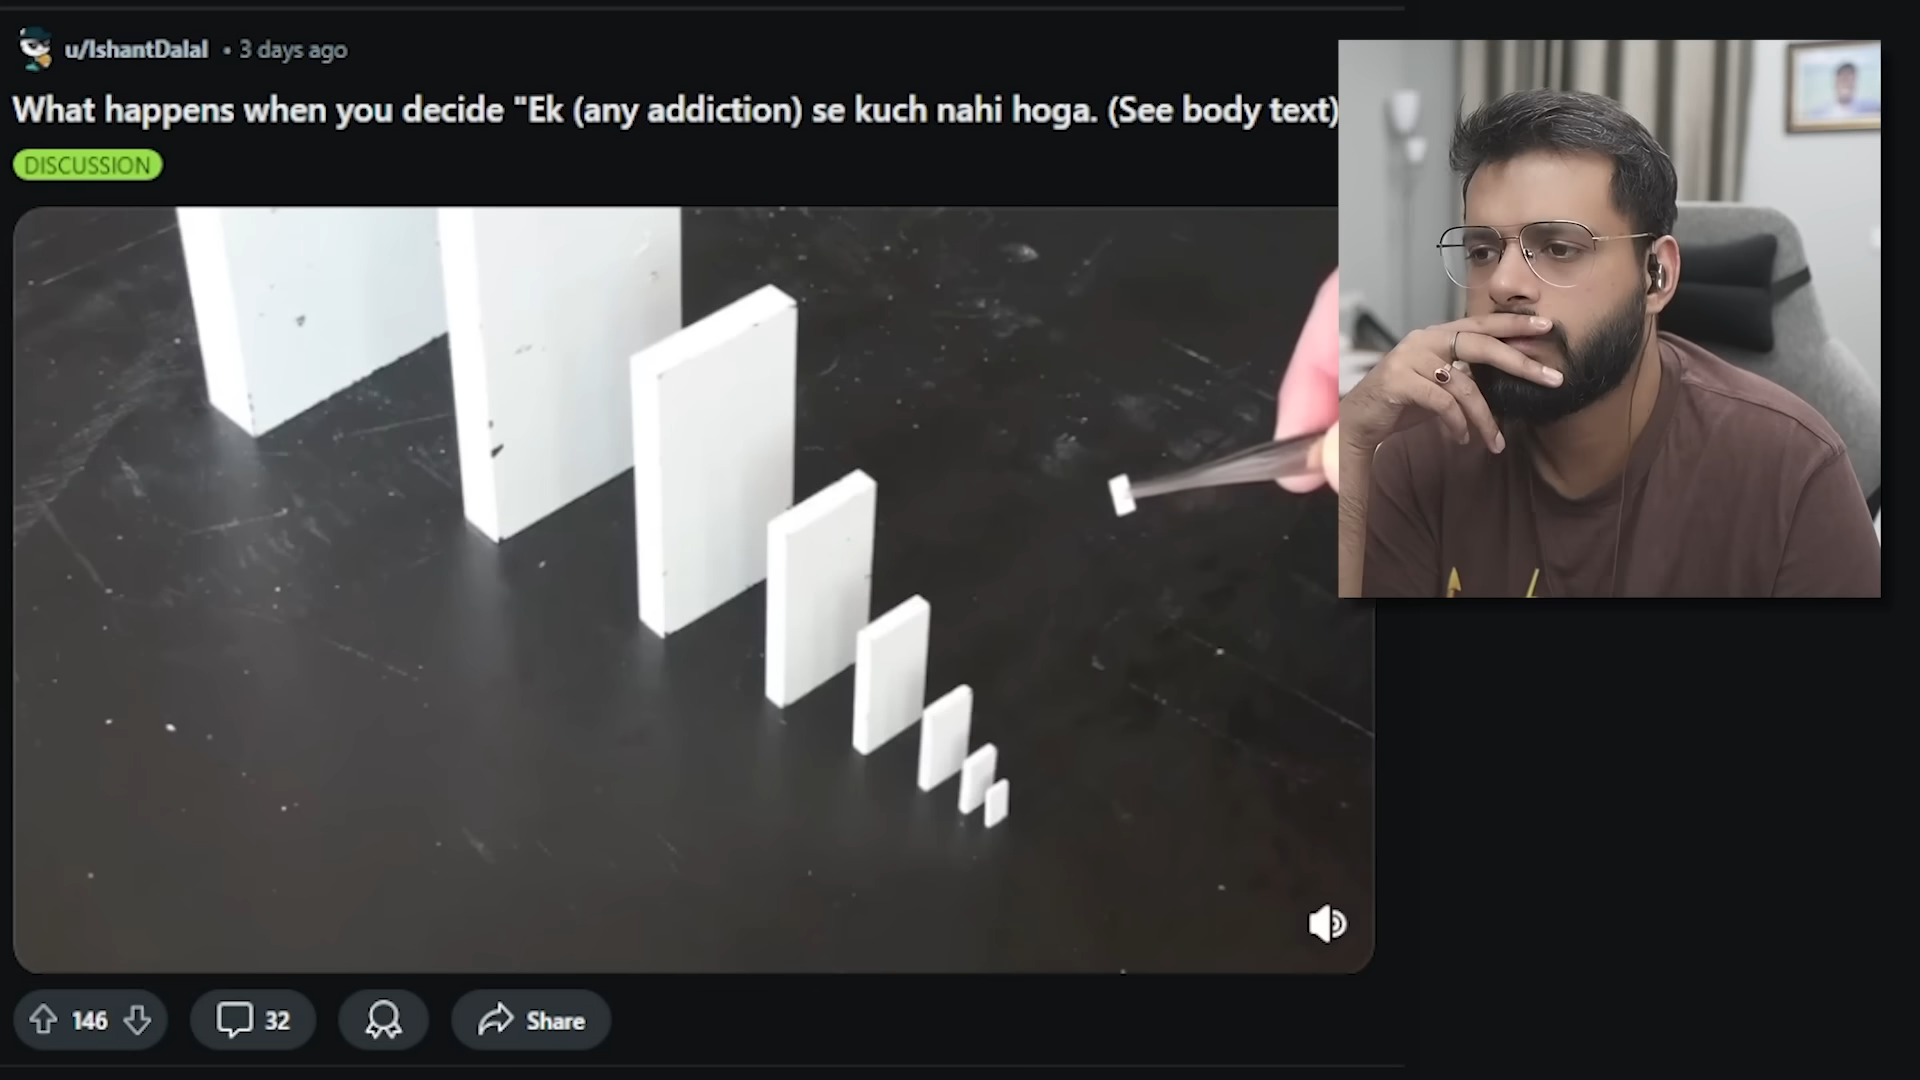 u/IshantDalal • 3 days ago
What happens when you decide "Ek (any addiction) se kuch nahi hoga. (See body text)
DISCUSSION
146 32 Share